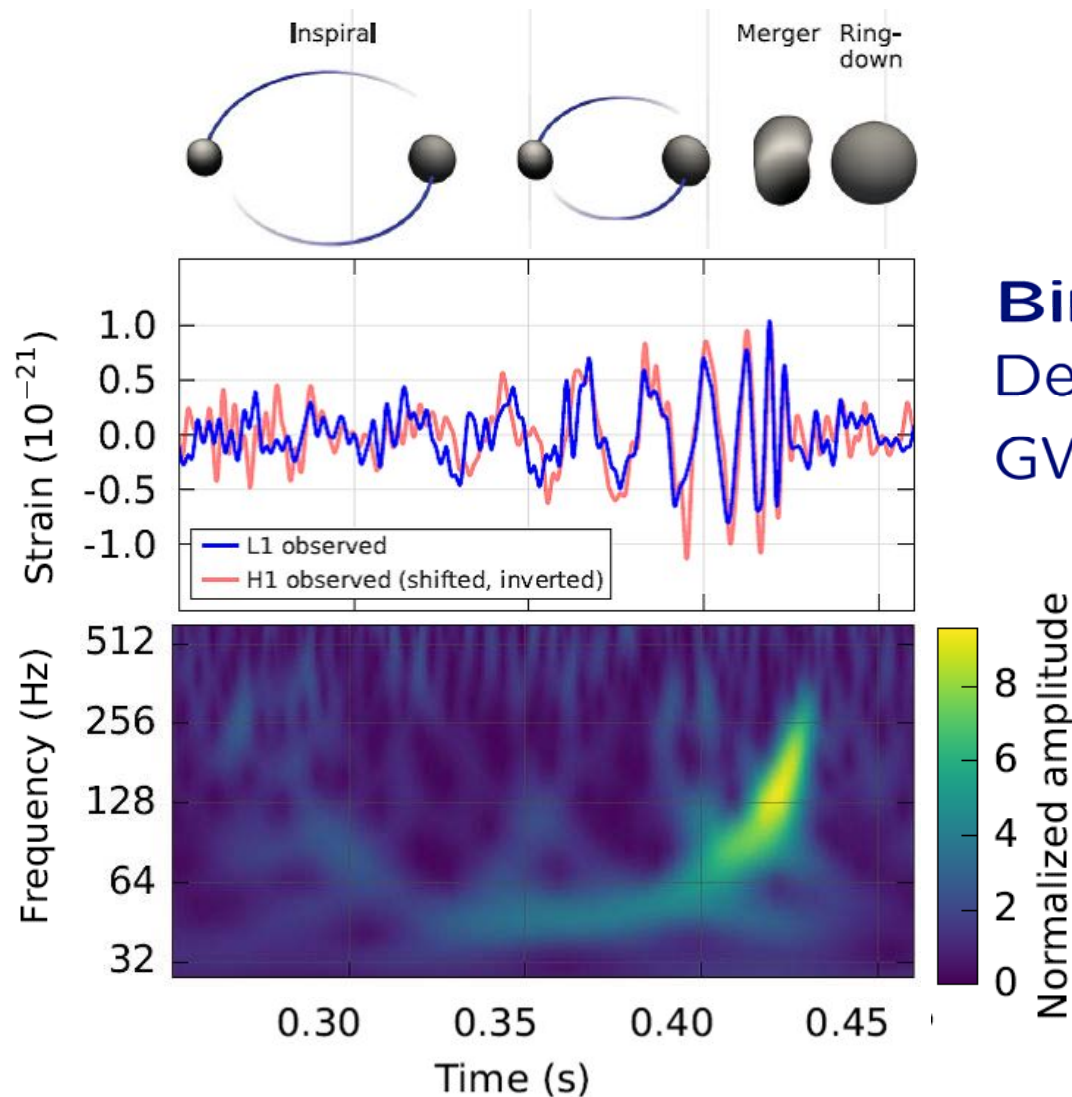 Inspiral
Merger
Ring-
down
Strain (10⁻²¹)
1.0
0.5
0.0
-0.5
-1.0
L1 observed
H1 observed (shifted, inverted)
Frequency (Hz)
512
256
128
64
32
0.30
0.35
0.40
0.45
Time (s)
8
6
4
2
0
Normalized amplitude